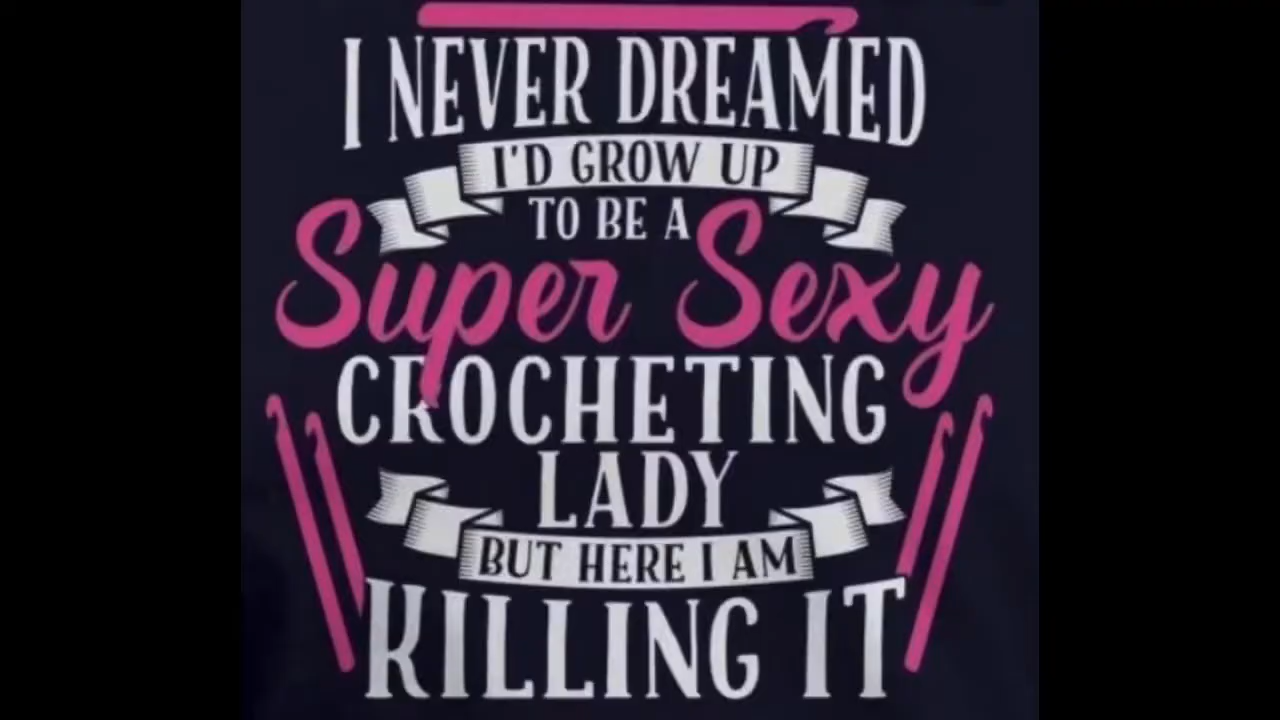 I NEVER DREAMED
I'D GROW UP
TO BE A
Super Sexy
CROCHETING
LADY
BUT HERE I AM
KILLING IT